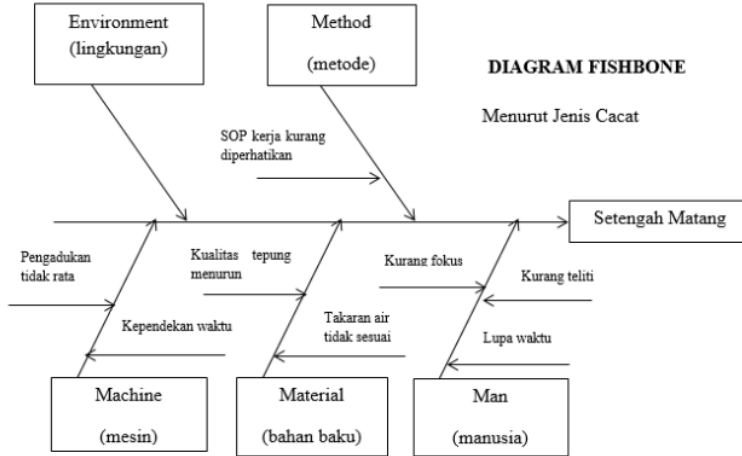 Environment
(lingkungan)
Method
(metode)
DIAGRAM FISHBONE
Menurut Jenis Cacat
SOP kerja kurang
diperhatikan
Setengah Matang
Pengadukan
tidak rata
Kualitas tepung
menurun
Kurang fokus
Kurang teliti
Kependekan waktu
Takaran air
tidak sesuai
Lupa waktu
Machine
(mesin)
Material
(bahan baku)
Man
(manusia)